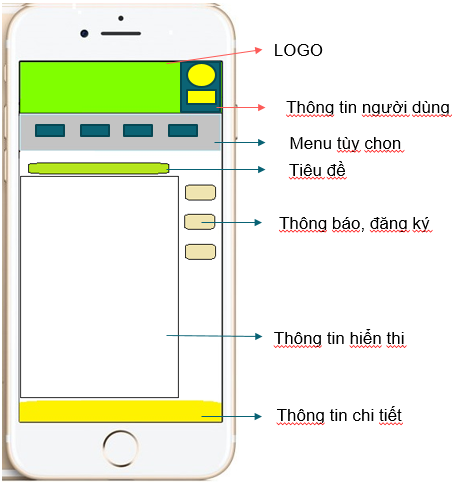 LOGO
Thông tin người dùng
Menu tùy chon
Tiêu đề
Thông báo, đăng ký
Thông tin hiển thi
Thông tin chi tiết